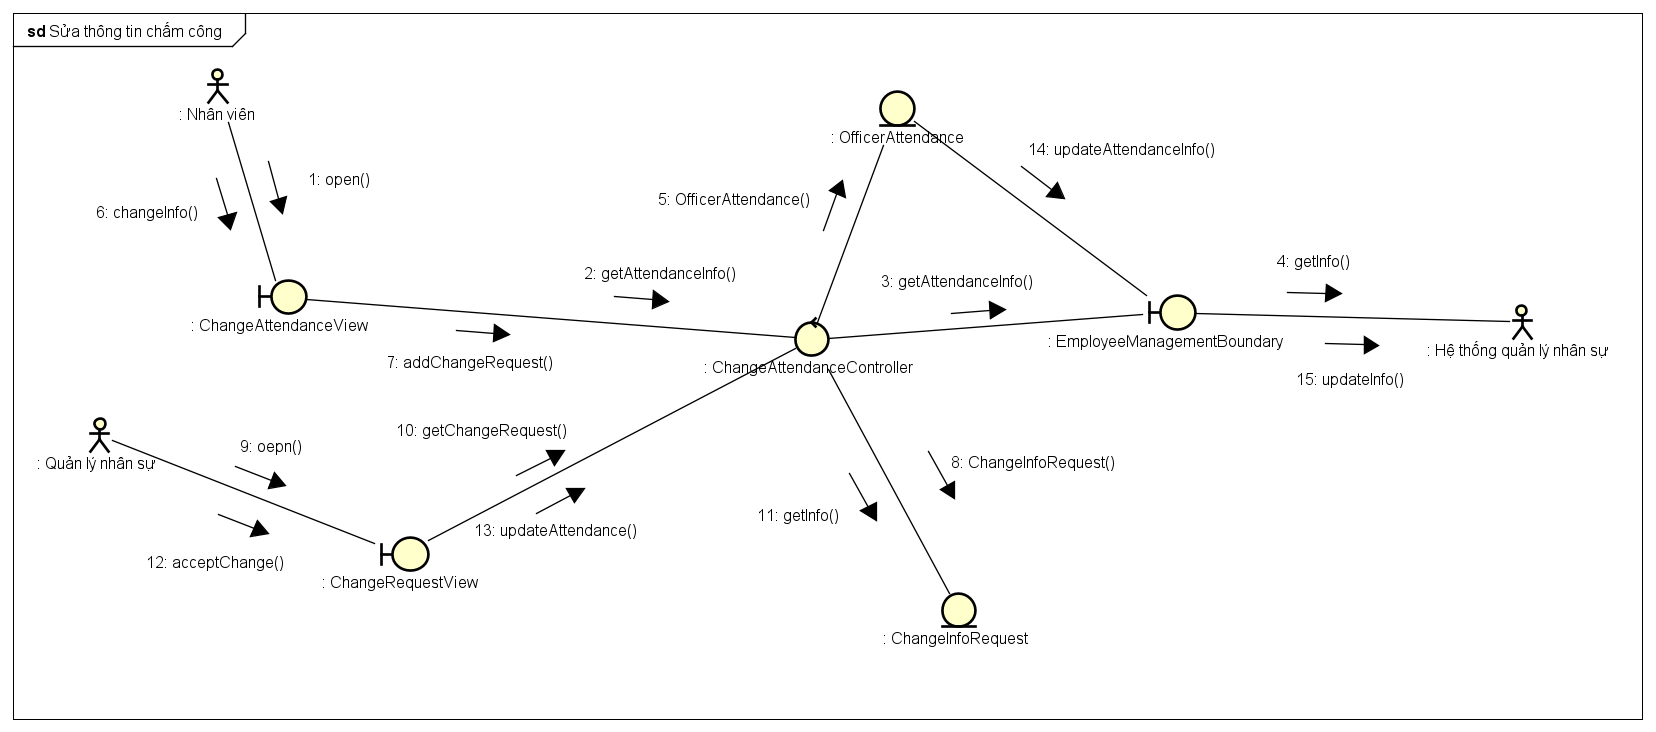 sd Sửa thông tin chấm công
: Nhân viên
: OfficerAttendance
14: updateAttendanceInfo()
1: open()
5: OfficerAttendance()
6: changeInfo()
4: getInfo()
2: getAttendanceInfo()
3: getAttendanceInfo()
: ChangeAttendanceView
: EmployeeManagementBoundary
: Hệ thống quản lý nhân sự
7: addChangeRequest()
: ChangeAttendanceController
15: updateInfo()
10: getChangeRequest()
9: oepn()
: Quản lý nhân sự
8: ChangeInfoRequest()
11: getInfo()
13: updateAttendance()
12: acceptChange()
: ChangeRequestView
: ChangeInfoRequest